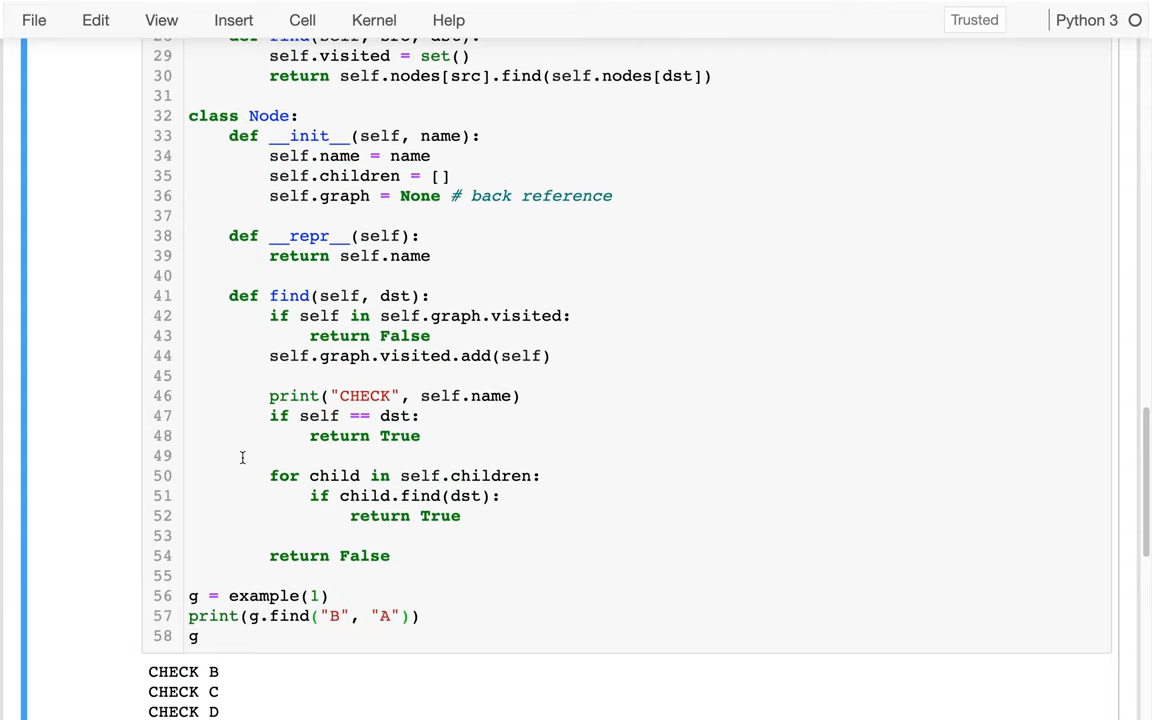 File Edit View Insert Cell Kernel Help Trusted Python 3
28 def find(self, src, dst):
29 self.visited = set()
30 return self.nodes[src].find(self.nodes[dst])
31
32 class Node:
33 def __init__(self, name):
34 self.name = name
35 self.children = []
36 self.graph = None # back reference
37
38 def __repr__(self):
39 return self.name
40
41 def find(self, dst):
42 if self in self.graph.visited:
43 return False
44 self.graph.visited.add(self)
45
46 print("CHECK", self.name)
47 if self == dst:
48 return True
49
50 for child in self.children:
51 if child.find(dst):
52 return True
53
54 return False
55
56 g = example(1)
57 print(g.find("B", "A"))
58 g
CHECK B
CHECK C
CHECK D